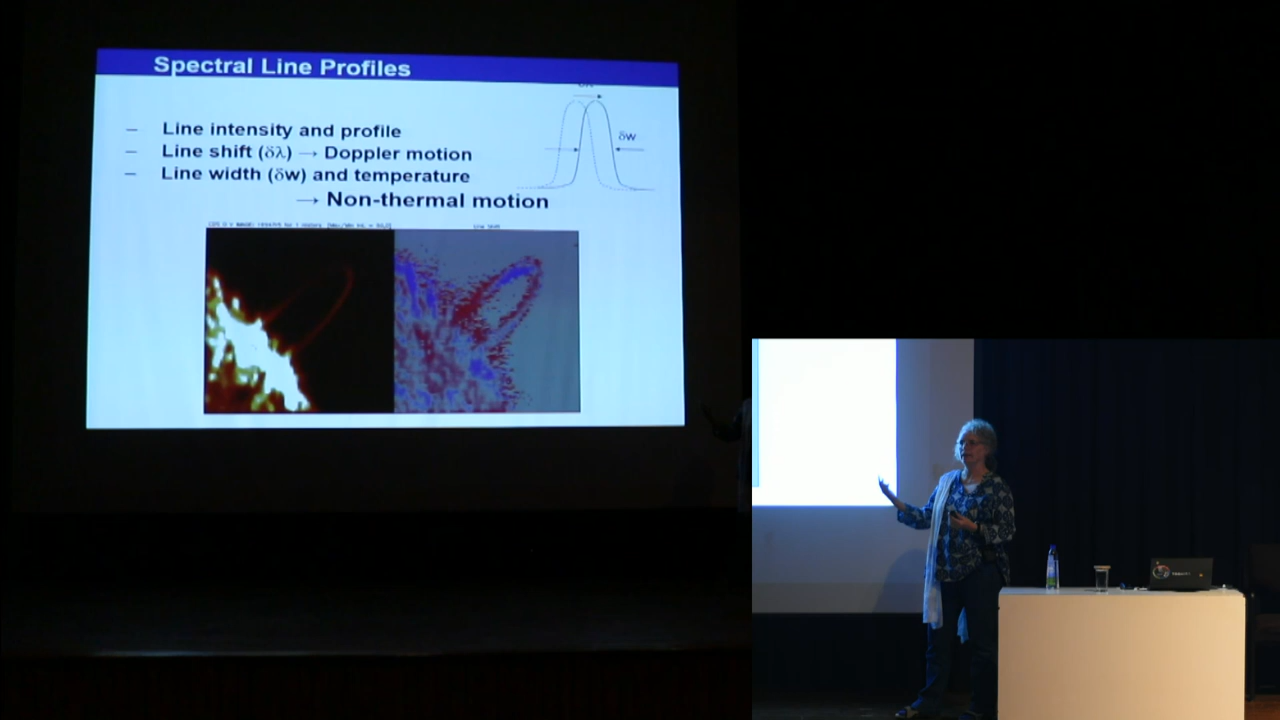 Spectral Line Profiles
– Line intensity and profile
– Line shift (δλ) → Doppler motion
– Line width (δw) and temperature
→ Non-thermal motion
δw